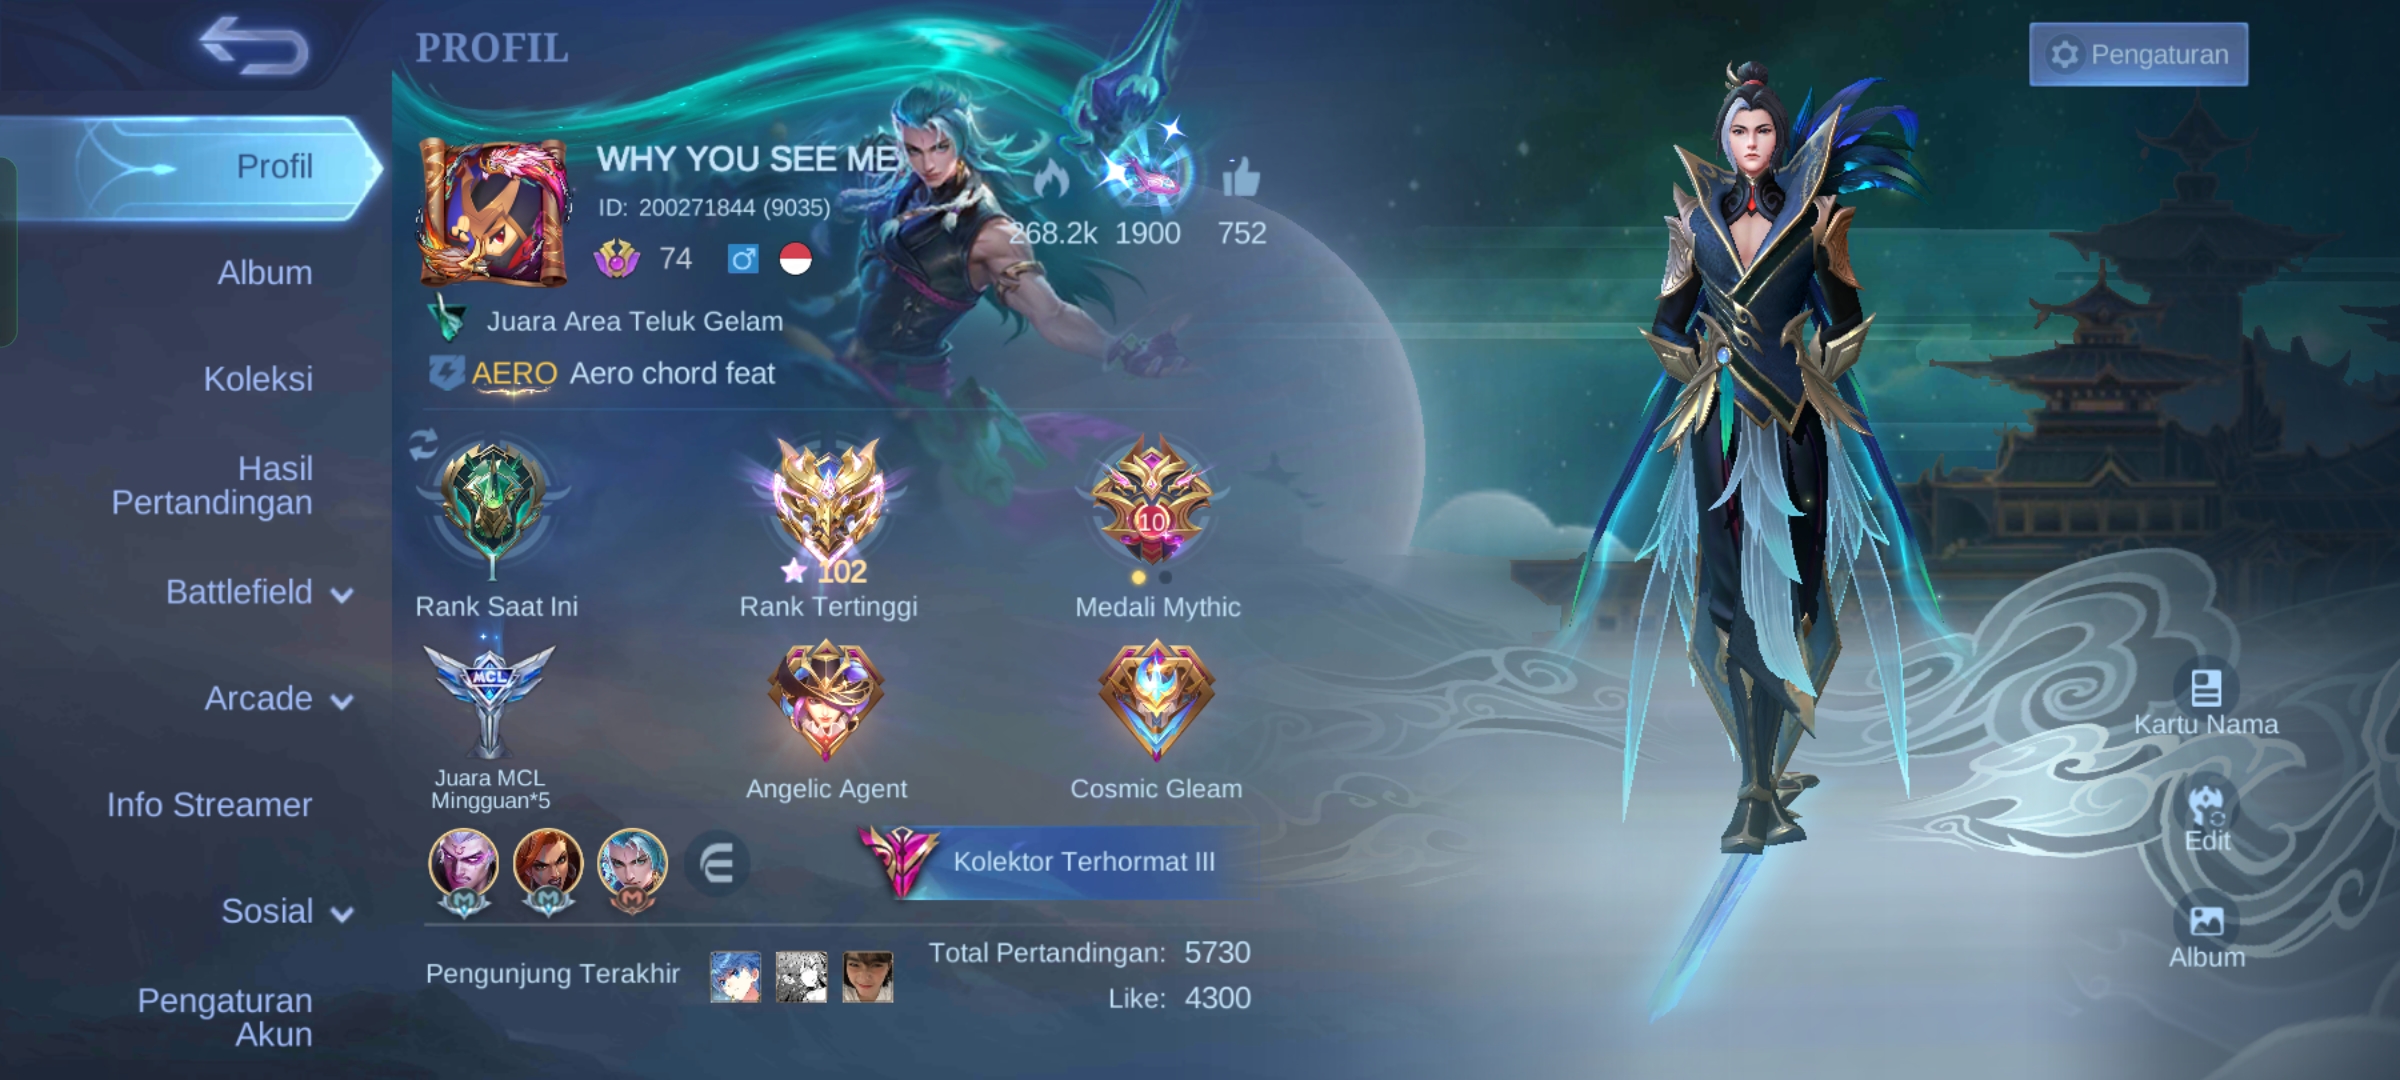 PROFIL
Pengaturan
Profil
Album
Koleksi
Hasil
Pertandingan
Battlefield
Arcade
Info Streamer
Sosial
Pengaturan
Akun
WHY YOU SEE ME
ID: 200271844 (9035)
74
268.2k 1900 752
Juara Area Teluk Gelam
AERO Aero chord feat
I
102
10
Rank Saat Ini
Rank Tertinggi
Medali Mythic
MCL
Juara MCL
Mingguan*5
Angelic Agent
Cosmic Gleam
M M M
Kolektor Terhormat III
Pengunjung Terakhir
Total Pertandingan: 5730
Like: 4300
Kartu Nama
Edit
Album